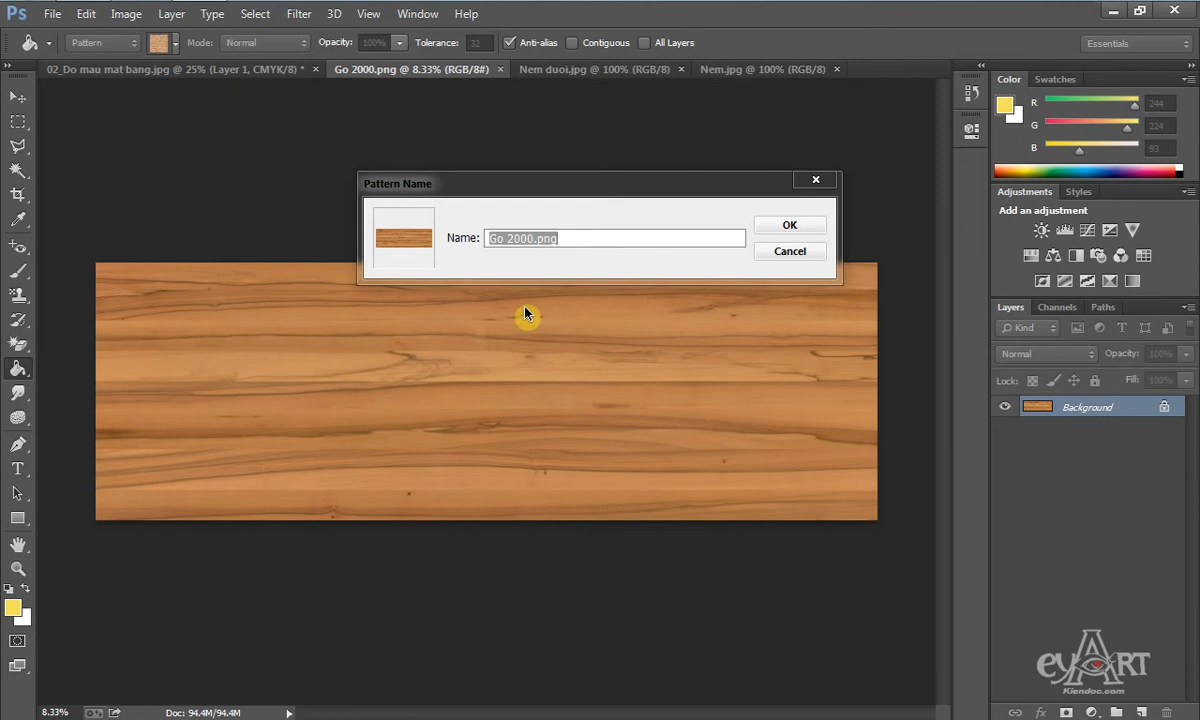 Ps File Edit Image Layer Type Select Filter 3D View Window Help
Pattern Mode: Normal Opacity: 100% Tolerance: 32 Anti-alias Contiguous All Layers Essentials
02_Do mau mat bang.jpg @ 25% (Layer 1, CMYK/8) * × Go 2000.png @ 8.33% (RGB/8#) × Nem duoi.jpg @ 100% (RGB/8) × Nem.jpg @ 100% (RGB/8) ×
Color Swatches
R 244
G 224
B 93
Pattern Name
Name: Go 2000.png
OK
Cancel
Adjustments Styles
Add an adjustment
Layers Channels Paths
Kind
Normal Opacity: 100%
Lock: Fill: 100%
Background
eyART
Kiendoc.com
8.33% Doc: 94.4M/94.4M